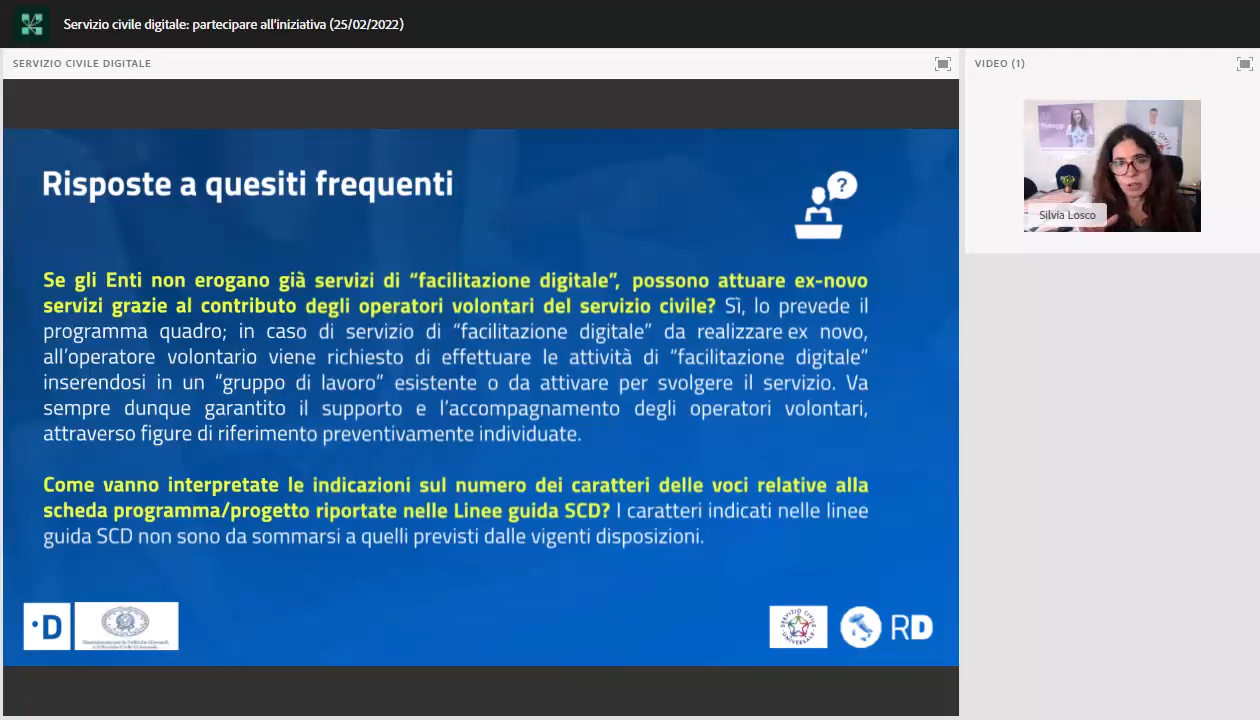 Servizio civile digitale: partecipare all'iniziativa (25/02/2022)
SERVIZIO CIVILE DIGITALE
VIDEO (1)
Silvia Losco
Risposte a quesiti frequenti
?
Se gli Enti non erogano già servizi di “facilitazione digitale”, possono attuare ex-novo
servizi grazie al contributo degli operatori volontari del servizio civile? Sì, lo prevede il
programma quadro; in caso di servizio di “facilitazione digitale” da realizzare ex novo,
all’operatore volontario viene richiesto di effettuare le attività di “facilitazione digitale”
inserendosi in un “gruppo di lavoro” esistente o da attivare per svolgere il servizio. Va
sempre dunque garantito il supporto e l’accompagnamento degli operatori volontari,
attraverso figure di riferimento preventivamente individuate.
Come vanno interpretate le indicazioni sul numero dei caratteri delle voci relative alla
scheda programma/progetto riportate nelle Linee guida SCD? I caratteri indicati nelle linee
guida SCD non sono da sommarsi a quelli previsti dalle vigenti disposizioni.
D
SERVIZIO CIVILE
UNIVERSALE
RD